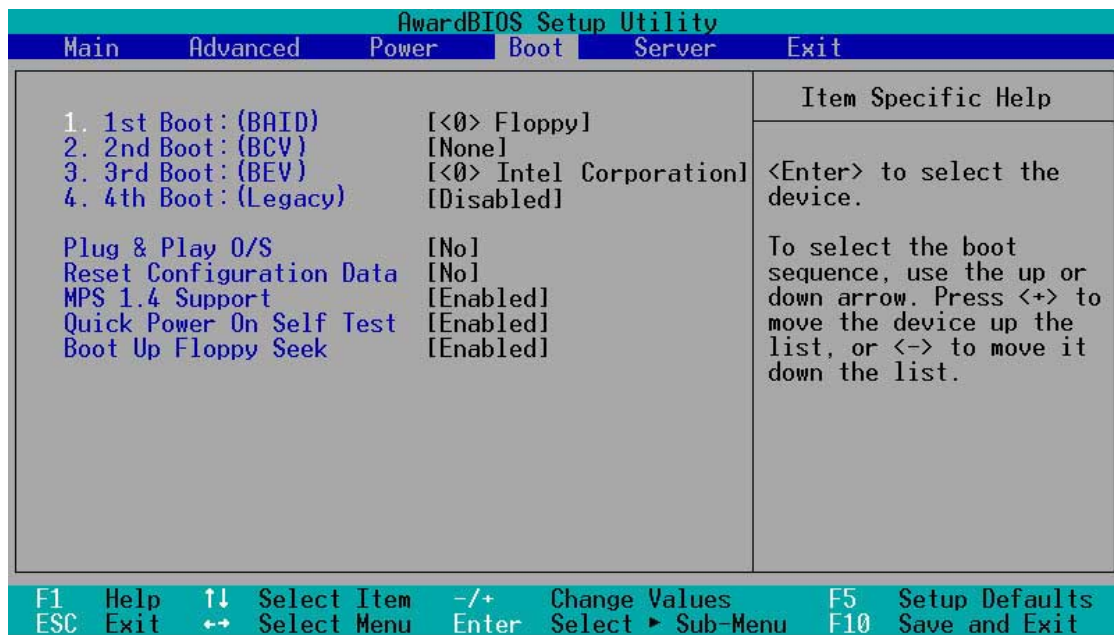 AwardBIOS Setup Utility
Main Advanced Power Boot Server Exit
1. 1st Boot:(BAID) [<0> Floppy]
2. 2nd Boot:(BCV) [None]
3. 3rd Boot:(BEV) [<0> Intel Corporation]
4. 4th Boot:(Legacy) [Disabled]
Plug & Play O/S [No]
Reset Configuration Data [No]
MPS 1.4 Support [Enabled]
Quick Power On Self Test [Enabled]
Boot Up Floppy Seek [Enabled]
Item Specific Help
<Enter> to select the
device.
To select the boot
sequence, use the up or
down arrow. Press <+> to
move the device up the
list, or <-> to move it
down the list.
F1 Help ↑↓ Select Item -/+ Change Values F5 Setup Defaults
ESC Exit ←→ Select Menu Enter Select ► Sub-Menu F10 Save and Exit